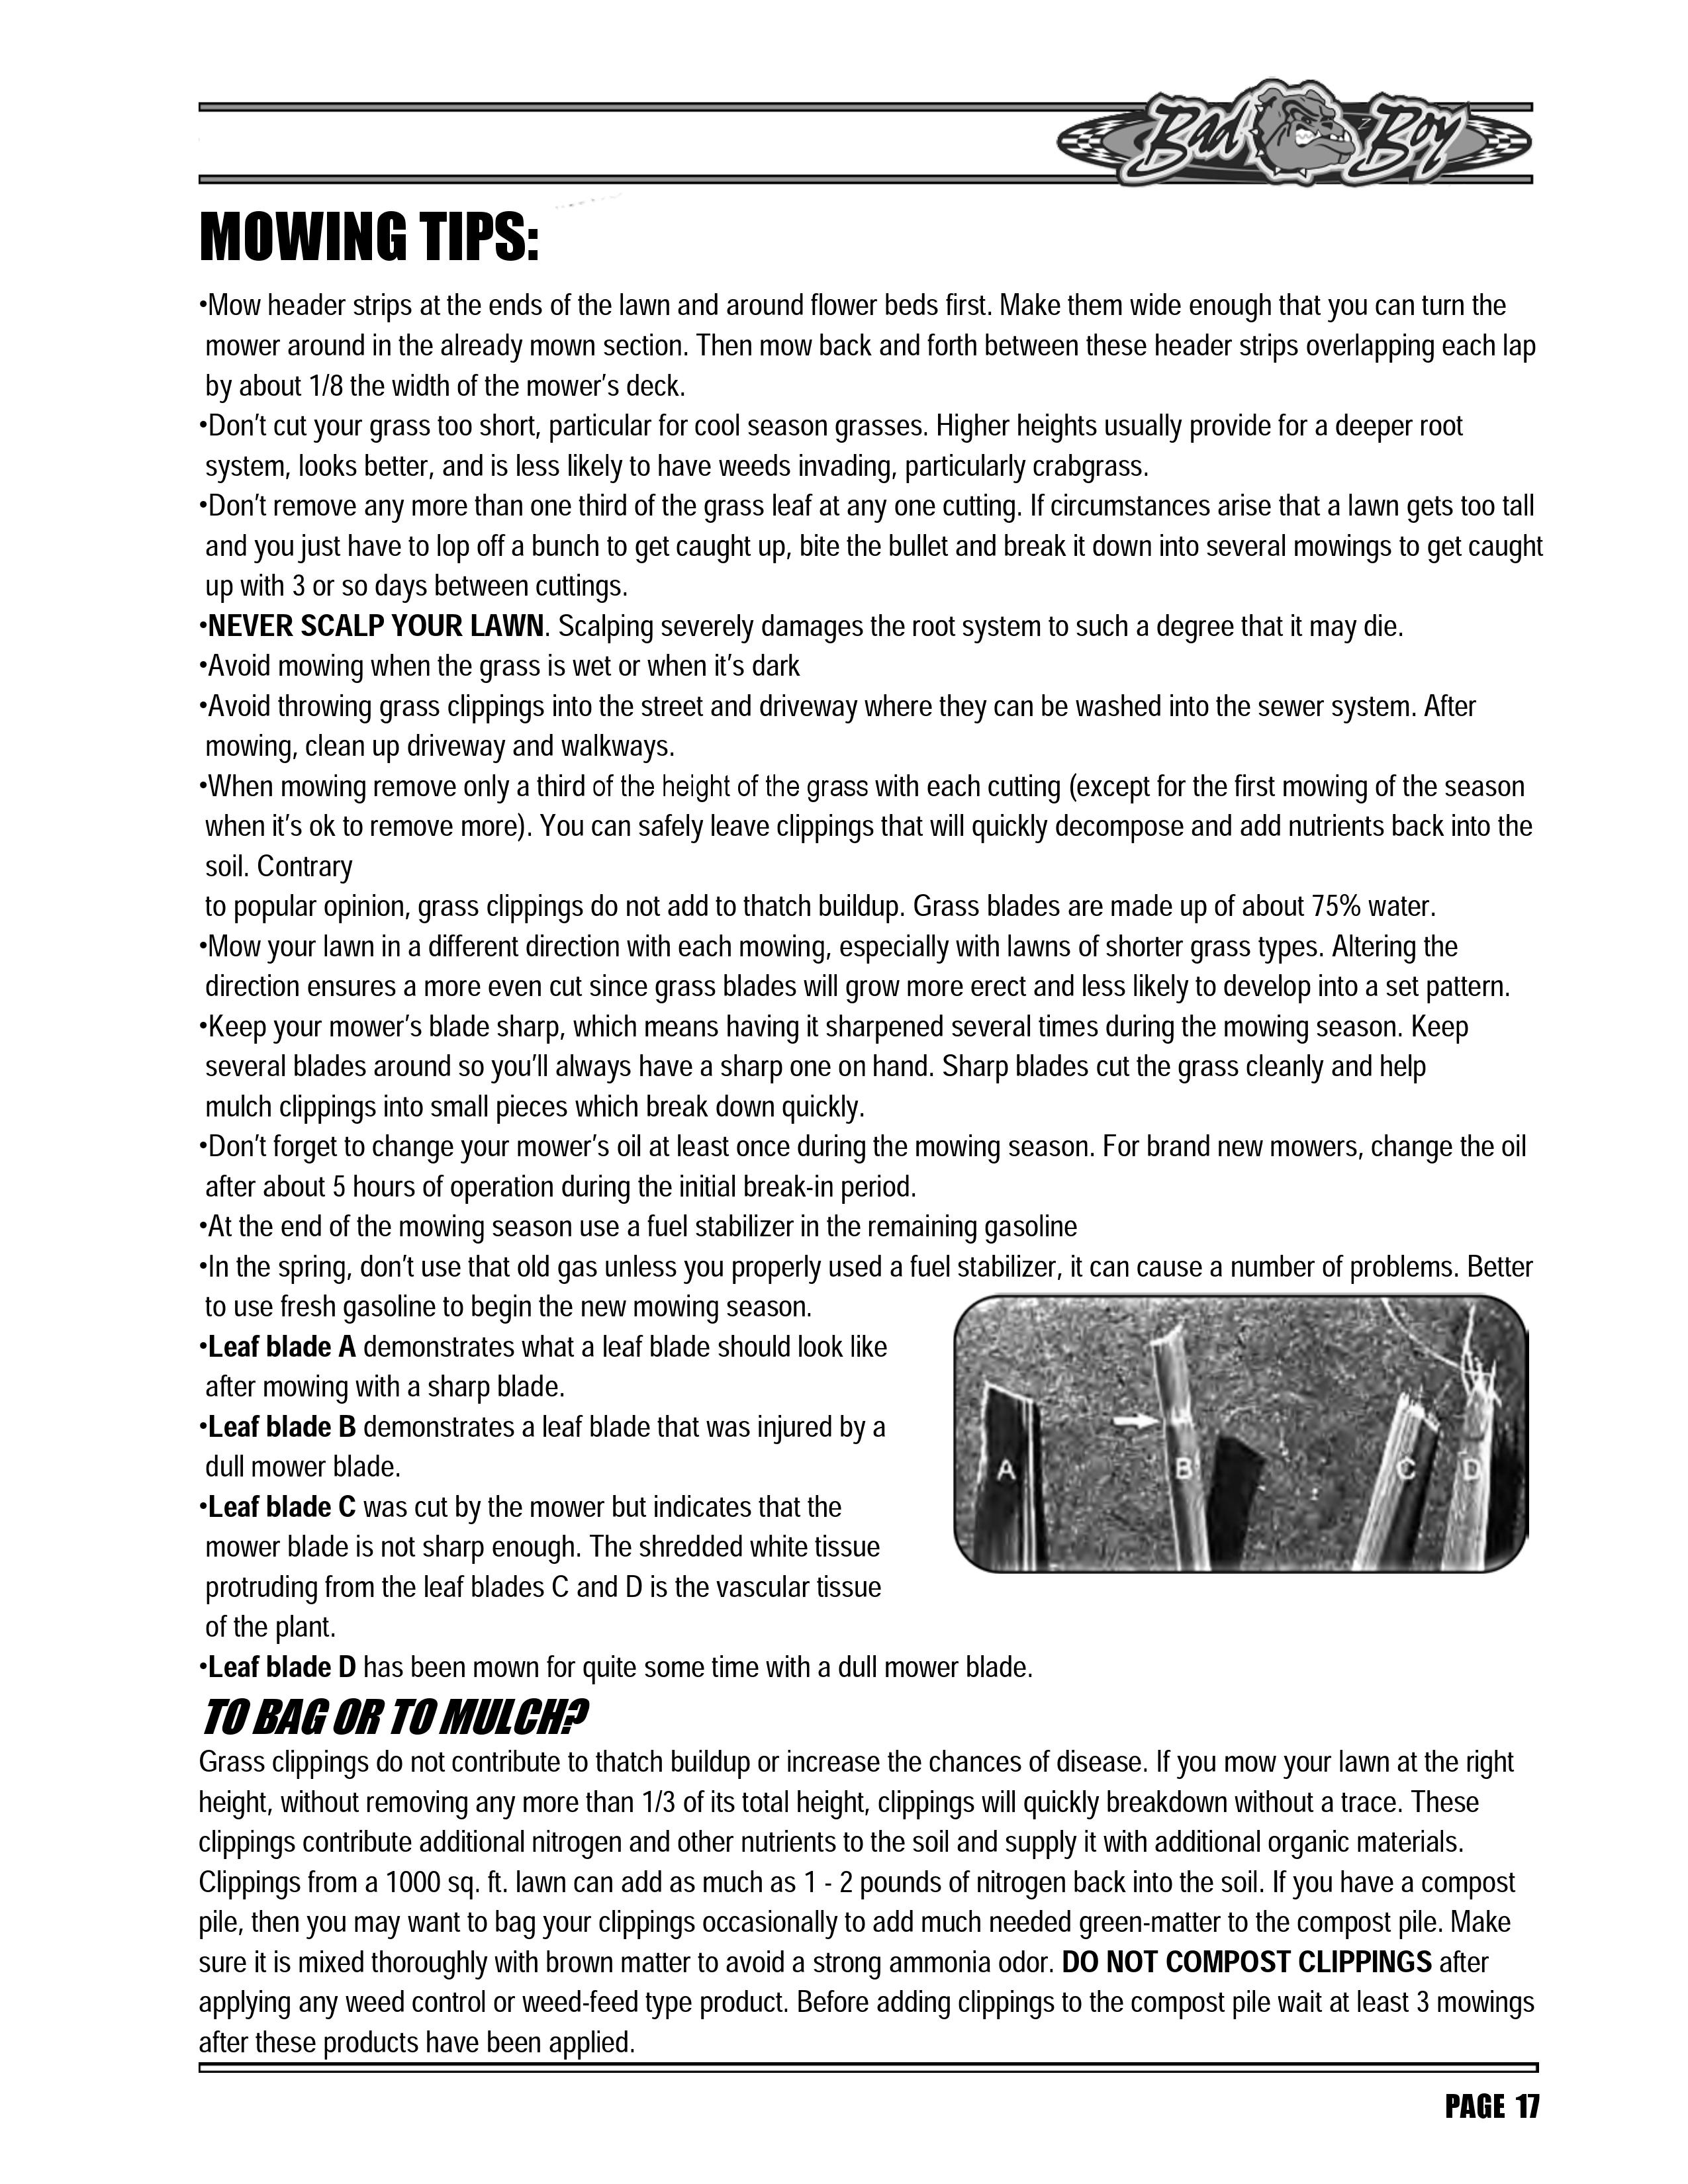 Bad Boy
MOWING TIPS:
•Mow header strips at the ends of the lawn and around flower beds first. Make them wide enough that you can turn the
mower around in the already mown section. Then mow back and forth between these header strips overlapping each lap
by about 1/8 the width of the mower’s deck.
•Don’t cut your grass too short, particular for cool season grasses. Higher heights usually provide for a deeper root
system, looks better, and is less likely to have weeds invading, particularly crabgrass.
•Don’t remove any more than one third of the grass leaf at any one cutting. If circumstances arise that a lawn gets too tall
and you just have to lop off a bunch to get caught up, bite the bullet and break it down into several mowings to get caught
up with 3 or so days between cuttings.
•NEVER SCALP YOUR LAWN. Scalping severely damages the root system to such a degree that it may die.
•Avoid mowing when the grass is wet or when it’s dark
•Avoid throwing grass clippings into the street and driveway where they can be washed into the sewer system. After
mowing, clean up driveway and walkways.
•When mowing remove only a third of the height of the grass with each cutting (except for the first mowing of the season
when it’s ok to remove more). You can safely leave clippings that will quickly decompose and add nutrients back into the
soil. Contrary
to popular opinion, grass clippings do not add to thatch buildup. Grass blades are made up of about 75% water.
•Mow your lawn in a different direction with each mowing, especially with lawns of shorter grass types. Altering the
direction ensures a more even cut since grass blades will grow more erect and less likely to develop into a set pattern.
•Keep your mower’s blade sharp, which means having it sharpened several times during the mowing season. Keep
several blades around so you’ll always have a sharp one on hand. Sharp blades cut the grass cleanly and help
mulch clippings into small pieces which break down quickly.
•Don’t forget to change your mower’s oil at least once during the mowing season. For brand new mowers, change the oil
after about 5 hours of operation during the initial break-in period.
•At the end of the mowing season use a fuel stabilizer in the remaining gasoline
•In the spring, don’t use that old gas unless you properly used a fuel stabilizer, it can cause a number of problems. Better
to use fresh gasoline to begin the new mowing season.
•Leaf blade A demonstrates what a leaf blade should look like
after mowing with a sharp blade.
•Leaf blade B demonstrates a leaf blade that was injured by a
dull mower blade.
•Leaf blade C was cut by the mower but indicates that the
mower blade is not sharp enough. The shredded white tissue
protruding from the leaf blades C and D is the vascular tissue
of the plant.
•Leaf blade D has been mown for quite some time with a dull mower blade.
A B C D
TO BAG OR TO MULCH?
Grass clippings do not contribute to thatch buildup or increase the chances of disease. If you mow your lawn at the right
height, without removing any more than 1/3 of its total height, clippings will quickly breakdown without a trace. These
clippings contribute additional nitrogen and other nutrients to the soil and supply it with additional organic materials.
Clippings from a 1000 sq. ft. lawn can add as much as 1 - 2 pounds of nitrogen back into the soil. If you have a compost
pile, then you may want to bag your clippings occasionally to add much needed green-matter to the compost pile. Make
sure it is mixed thoroughly with brown matter to avoid a strong ammonia odor. DO NOT COMPOST CLIPPINGS after
applying any weed control or weed-feed type product. Before adding clippings to the compost pile wait at least 3 mowings
after these products have been applied.
PAGE 17